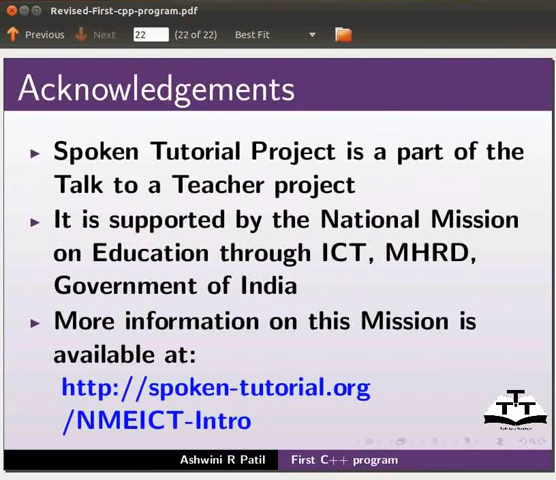 Revised-First-cpp-program.pdf
Previous Next 22 (22 of 22) Best Fit
Acknowledgements
Spoken Tutorial Project is a part of the
Talk to a Teacher project
It is supported by the National Mission
on Education through ICT, MHRD,
Government of India
More information on this Mission is
available at:
http://spoken-tutorial.org
/NMEICT-Intro
Ashwini R Patil First C++ program